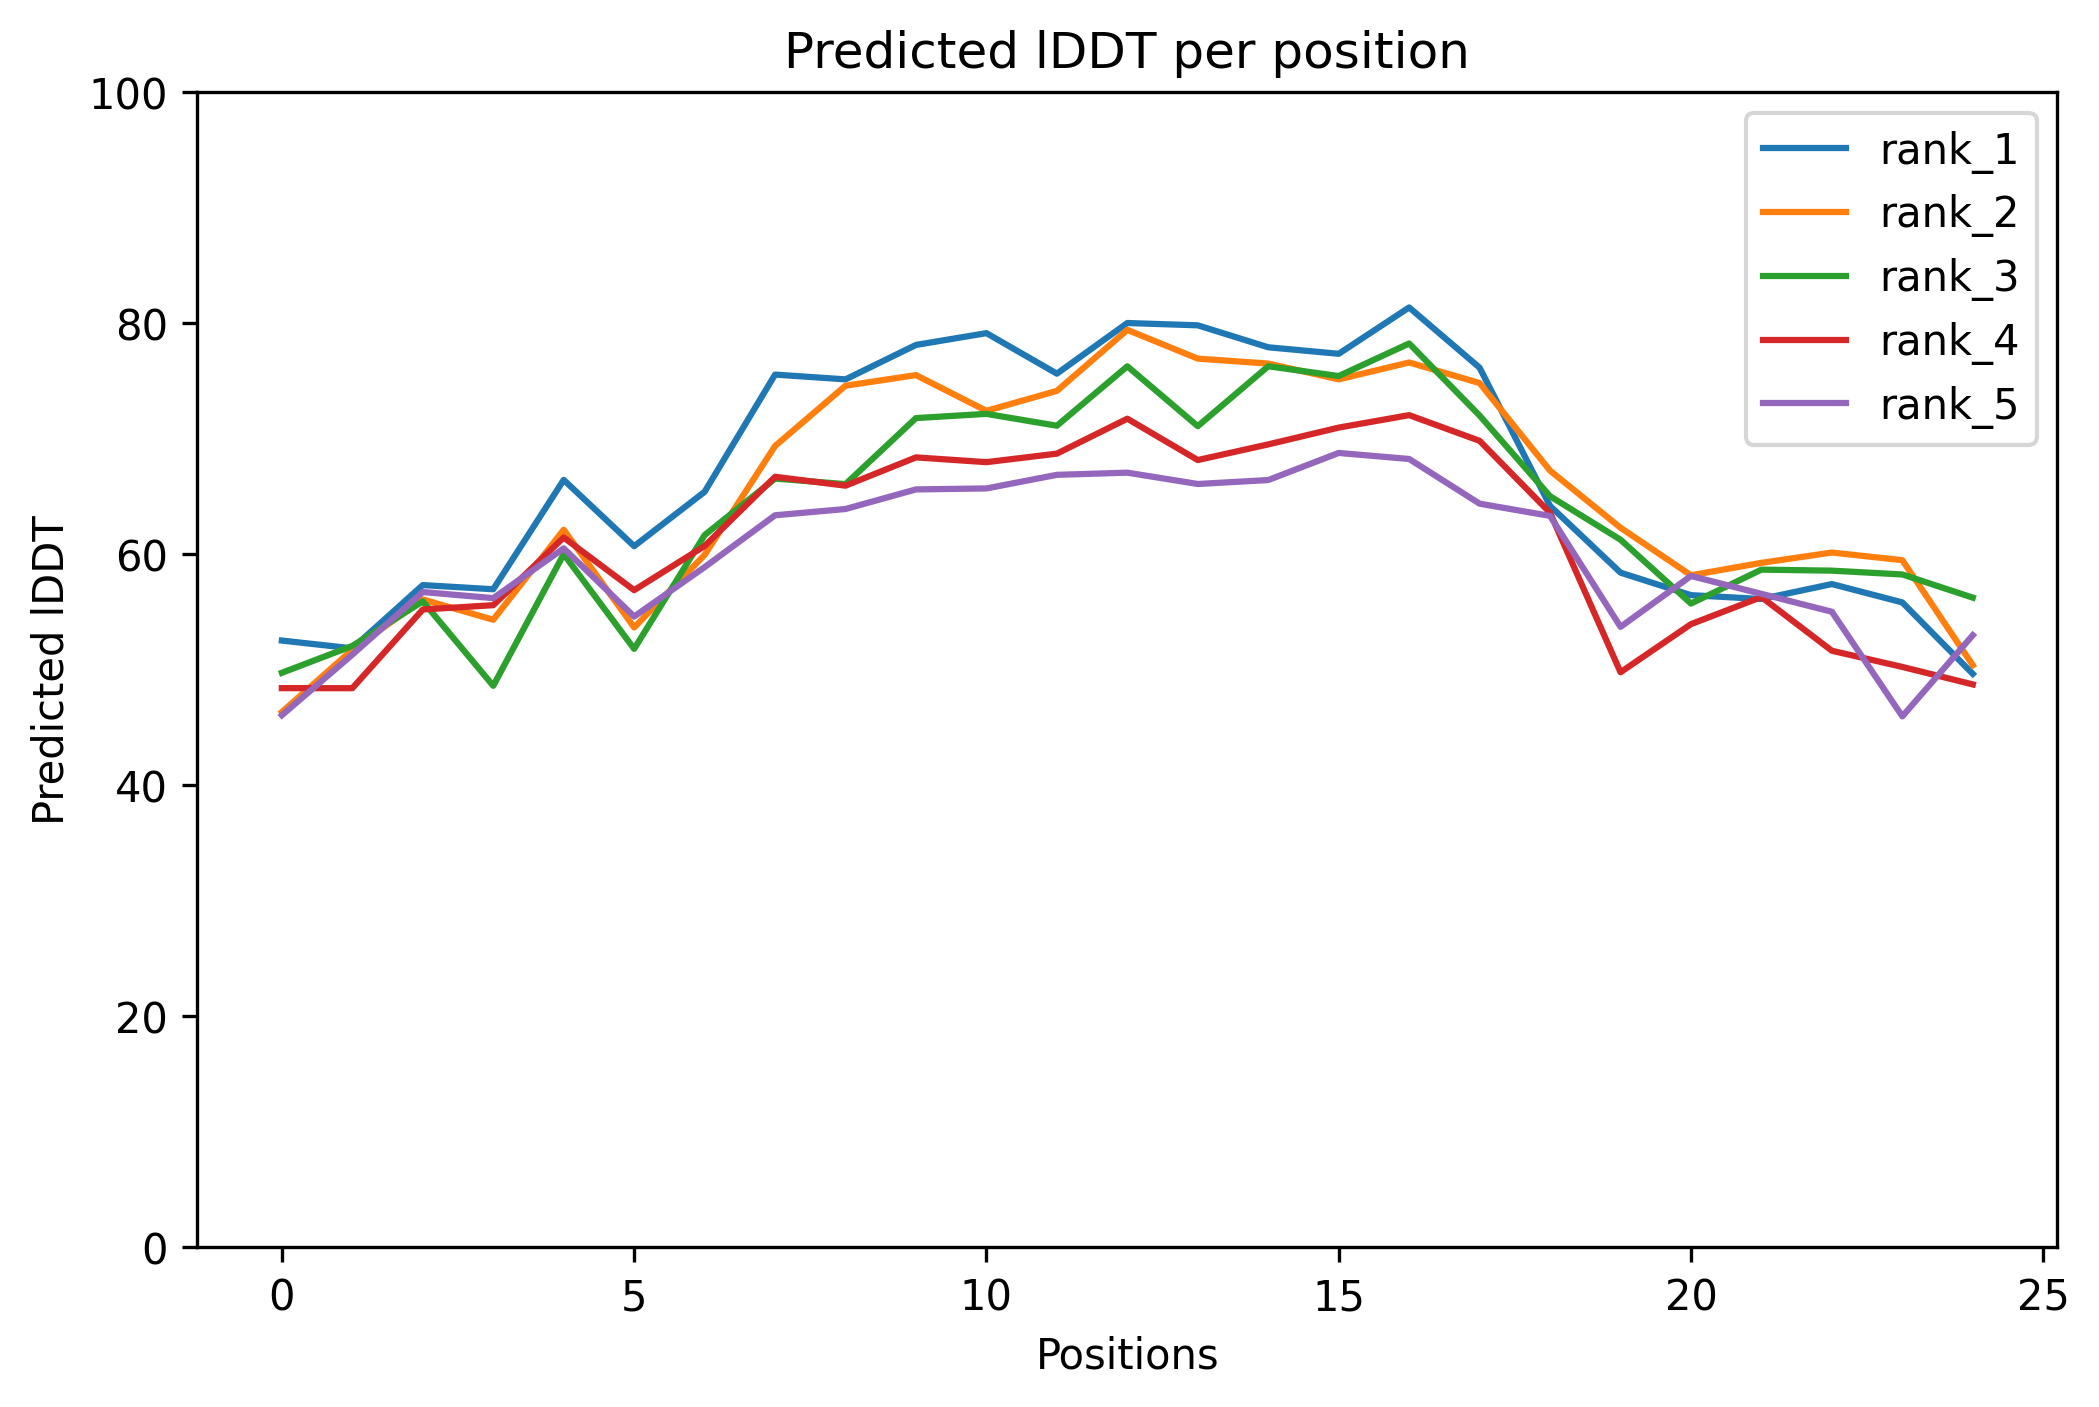 Predicted lDDT per position
100
80
60
40
20
0
Predicted lDDT
0 5 10 15 20 25
Positions
rank_1
rank_2
rank_3
rank_4
rank_5